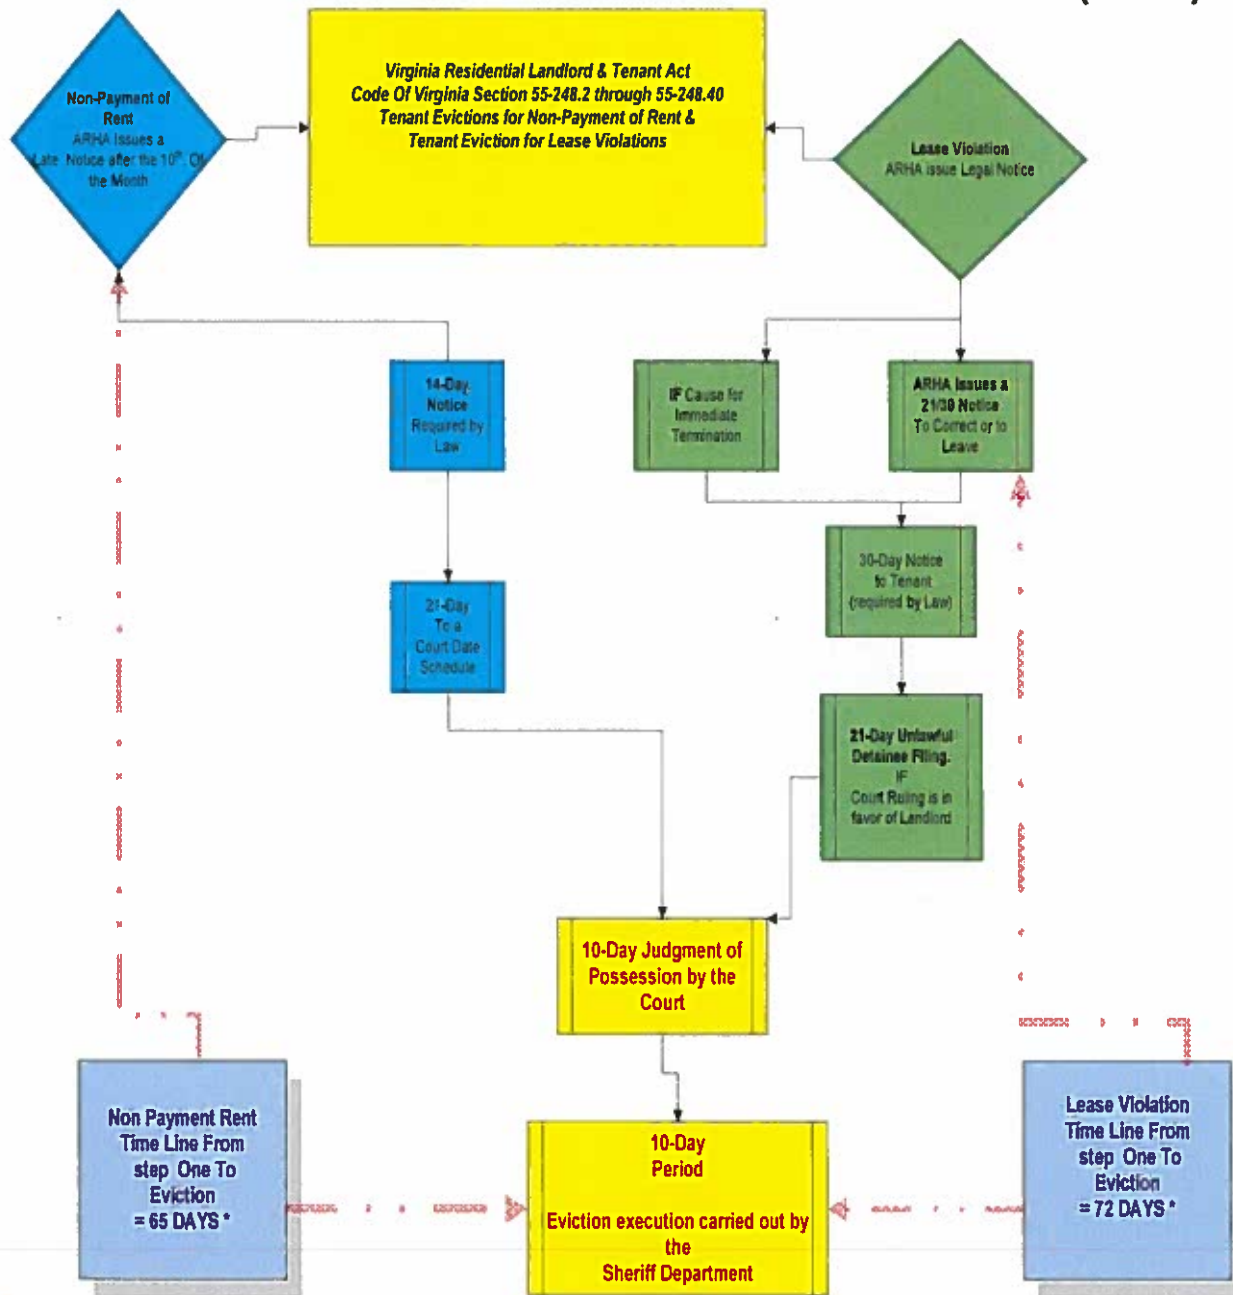 Non-Payment of
Rent
ARHA Issues a
Late Notice after the 10th. Of
the Month
Virginia Residential Landlord & Tenant Act
Code Of Virginia Section 55-248.2 through 55-248.40
Tenant Evictions for Non-Payment of Rent &
Tenant Eviction for Lease Violations
Lease Violation
ARHA issue Legal Notice
14-Day
Notice
Required by
Law
IF Cause for
Immediate
Termination
ARHA Issues a
21/30 Notice
To Correct or to
Leave
30-Day Notice
to Tenant
(required by Law)
21-Day
To a
Court Date
Schedule
21-Day Unlawful
Detainee Filing.
IF
Court Ruling is in
favor of Landlord
10-Day Judgment of
Possession by the
Court
Non Payment Rent
Time Line From
step One To
Eviction
= 65 DAYS *
10-Day
Period
Eviction execution carried out by
the
Sheriff Department
Lease Violation
Time Line From
step One To
Eviction
= 72 DAYS *